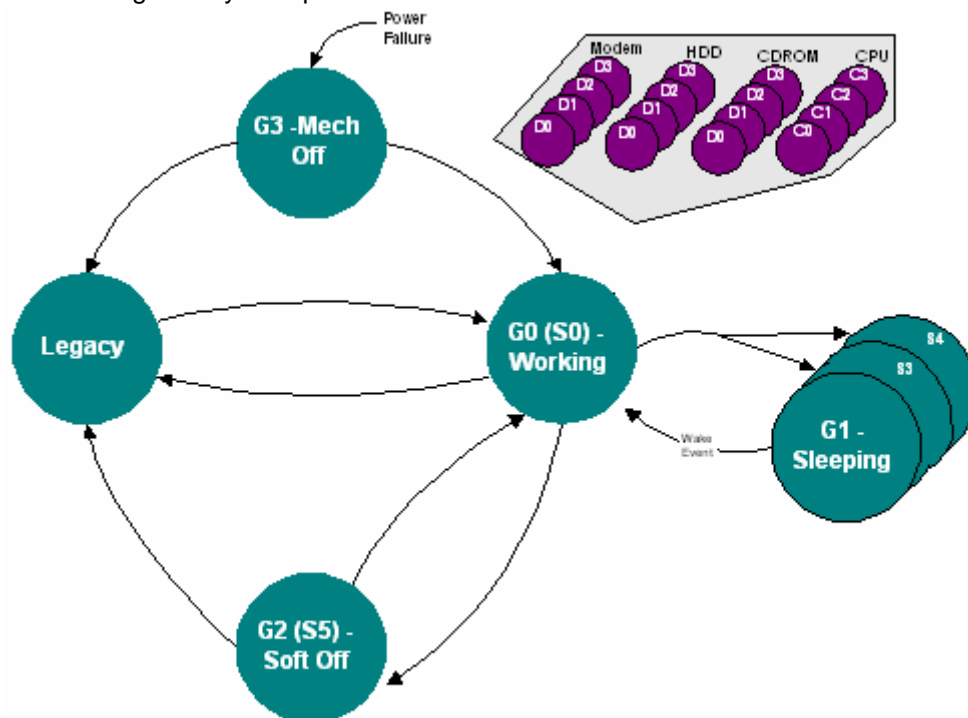 Power
Failure
Modem HDD CDROM CPU
D3 D3 D3 C3
D2 D2 D2 C2
D1 D1 D1 C1
D0 D0 D0 C0
G3 -Mech
Off
Legacy
G0 (S0) -
Working
S4
S3
G1 -
Sleeping
Wake
Event
G2 (S5) -
Soft Off